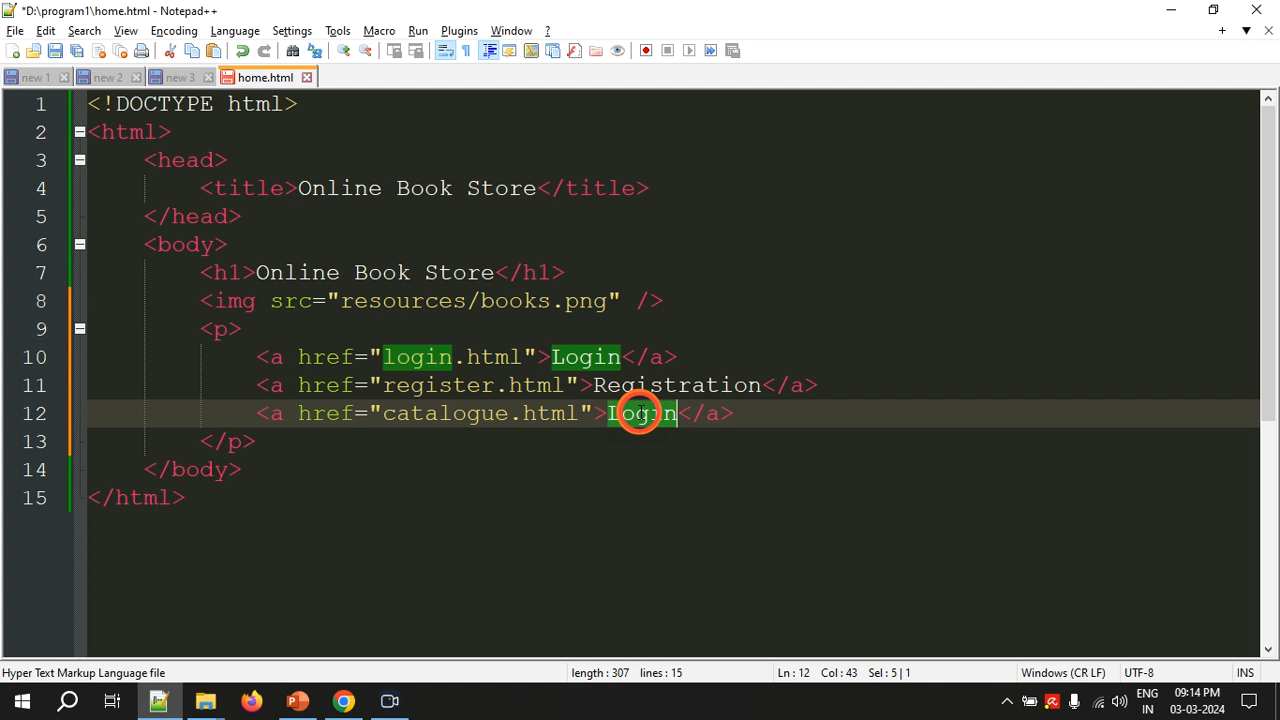 *D:\program1\home.html - Notepad++
File Edit Search View Encoding Language Settings Tools Macro Run Plugins Window ?
new 1 new 2 new 3 home.html
1 <!DOCTYPE html>
2 <html>
3 <head>
4 <title>Online Book Store</title>
5 </head>
6 <body>
7 <h1>Online Book Store</h1>
8 <img src="resources/books.png" />
9 <p>
10 <a href="login.html">Login</a>
11 <a href="register.html">Registration</a>
12 <a href="catalogue.html">Login</a>
13 </p>
14 </body>
15 </html>
Hyper Text Markup Language file length : 307 lines : 15 Ln : 12 Col : 43 Sel : 5 | 1 Windows (CR LF) UTF-8 INS
ENG 09:14 PM
IN 03-03-2024